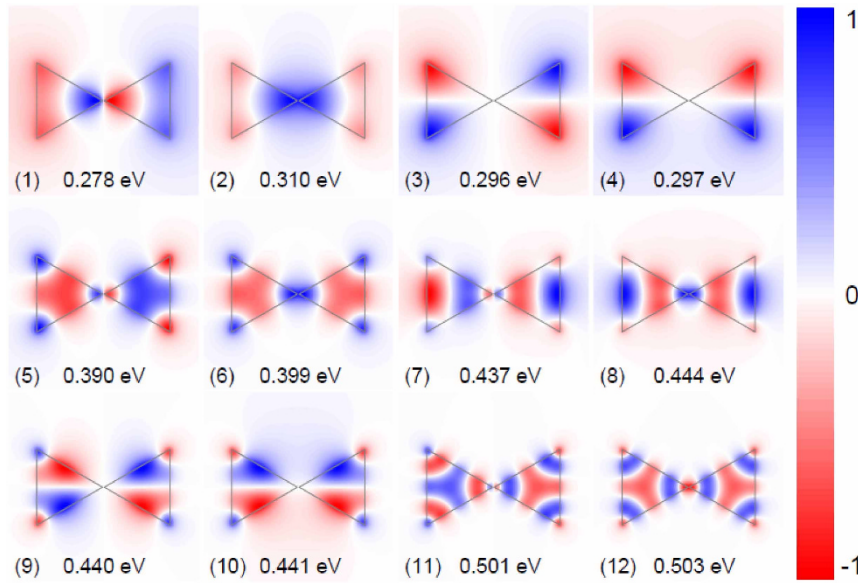 (1) 0.278 eV (2) 0.310 eV (3) 0.296 eV (4) 0.297 eV
(5) 0.390 eV (6) 0.399 eV (7) 0.437 eV (8) 0.444 eV
(9) 0.440 eV (10) 0.441 eV (11) 0.501 eV (12) 0.503 eV
1
0
-1